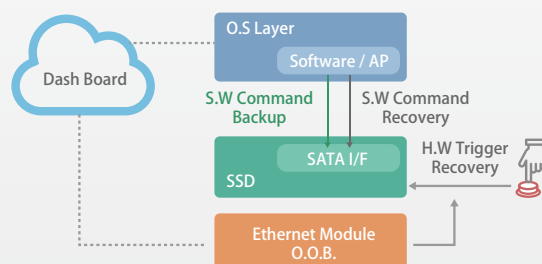 O.S Layer
Software / AP
Dash Board
S.W Command
Backup
S.W Command
Recovery
SATA I/F
SSD
H.W Trigger
Recovery
Ethernet Module
O.O.B.